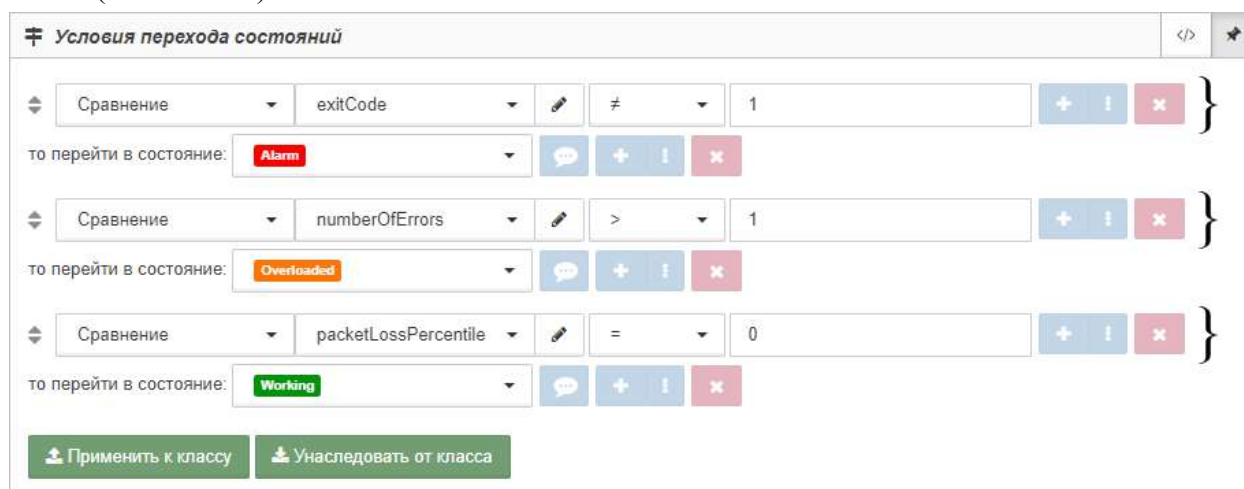 Условия перехода состояний </>
Сравнение exitCode ≠ 1 }
то перейти в состояние: Alarm
Сравнение numberOfErrors > 1 }
то перейти в состояние: Overloaded
Сравнение packetLossPercentile = 0 }
то перейти в состояние: Working
Применить к классу Унаследовать от класса